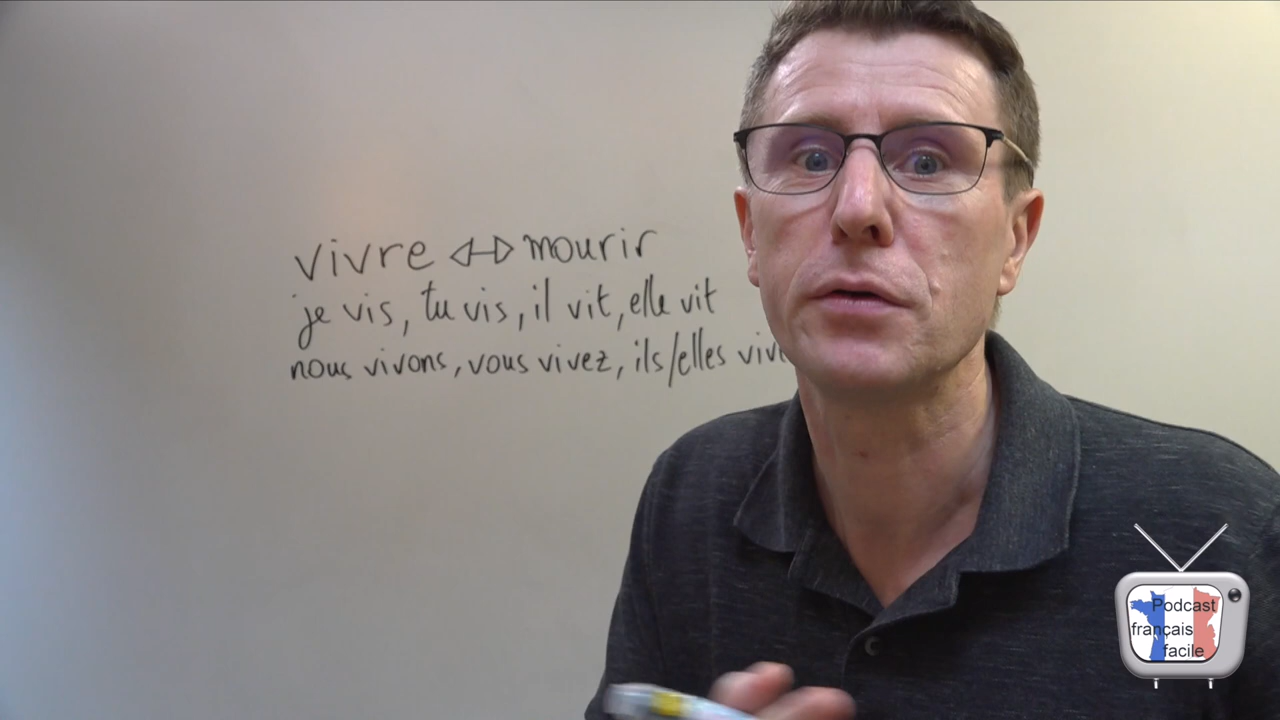 vivre ⇔ mourir
je vis, tu vis, il vit, elle vit
nous vivons, vous vivez, ils/elles
Podcast
français
facile